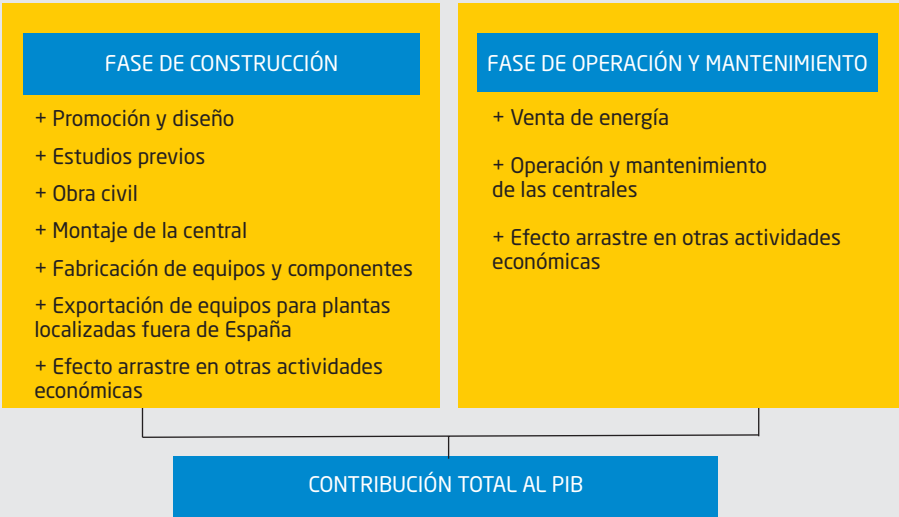 FASE DE CONSTRUCCIÓN
+ Promoción y diseño
+ Estudios previos
+ Obra civil
+ Montaje de la central
+ Fabricación de equipos y componentes
+ Exportación de equipos para plantas
localizadas fuera de España
+ Efecto arrastre en otras actividades
económicas
FASE DE OPERACIÓN Y MANTENIMIENTO
+ Venta de energía
+ Operación y mantenimiento
de las centrales
+ Efecto arrastre en otras actividades
económicas
CONTRIBUCIÓN TOTAL AL PIB